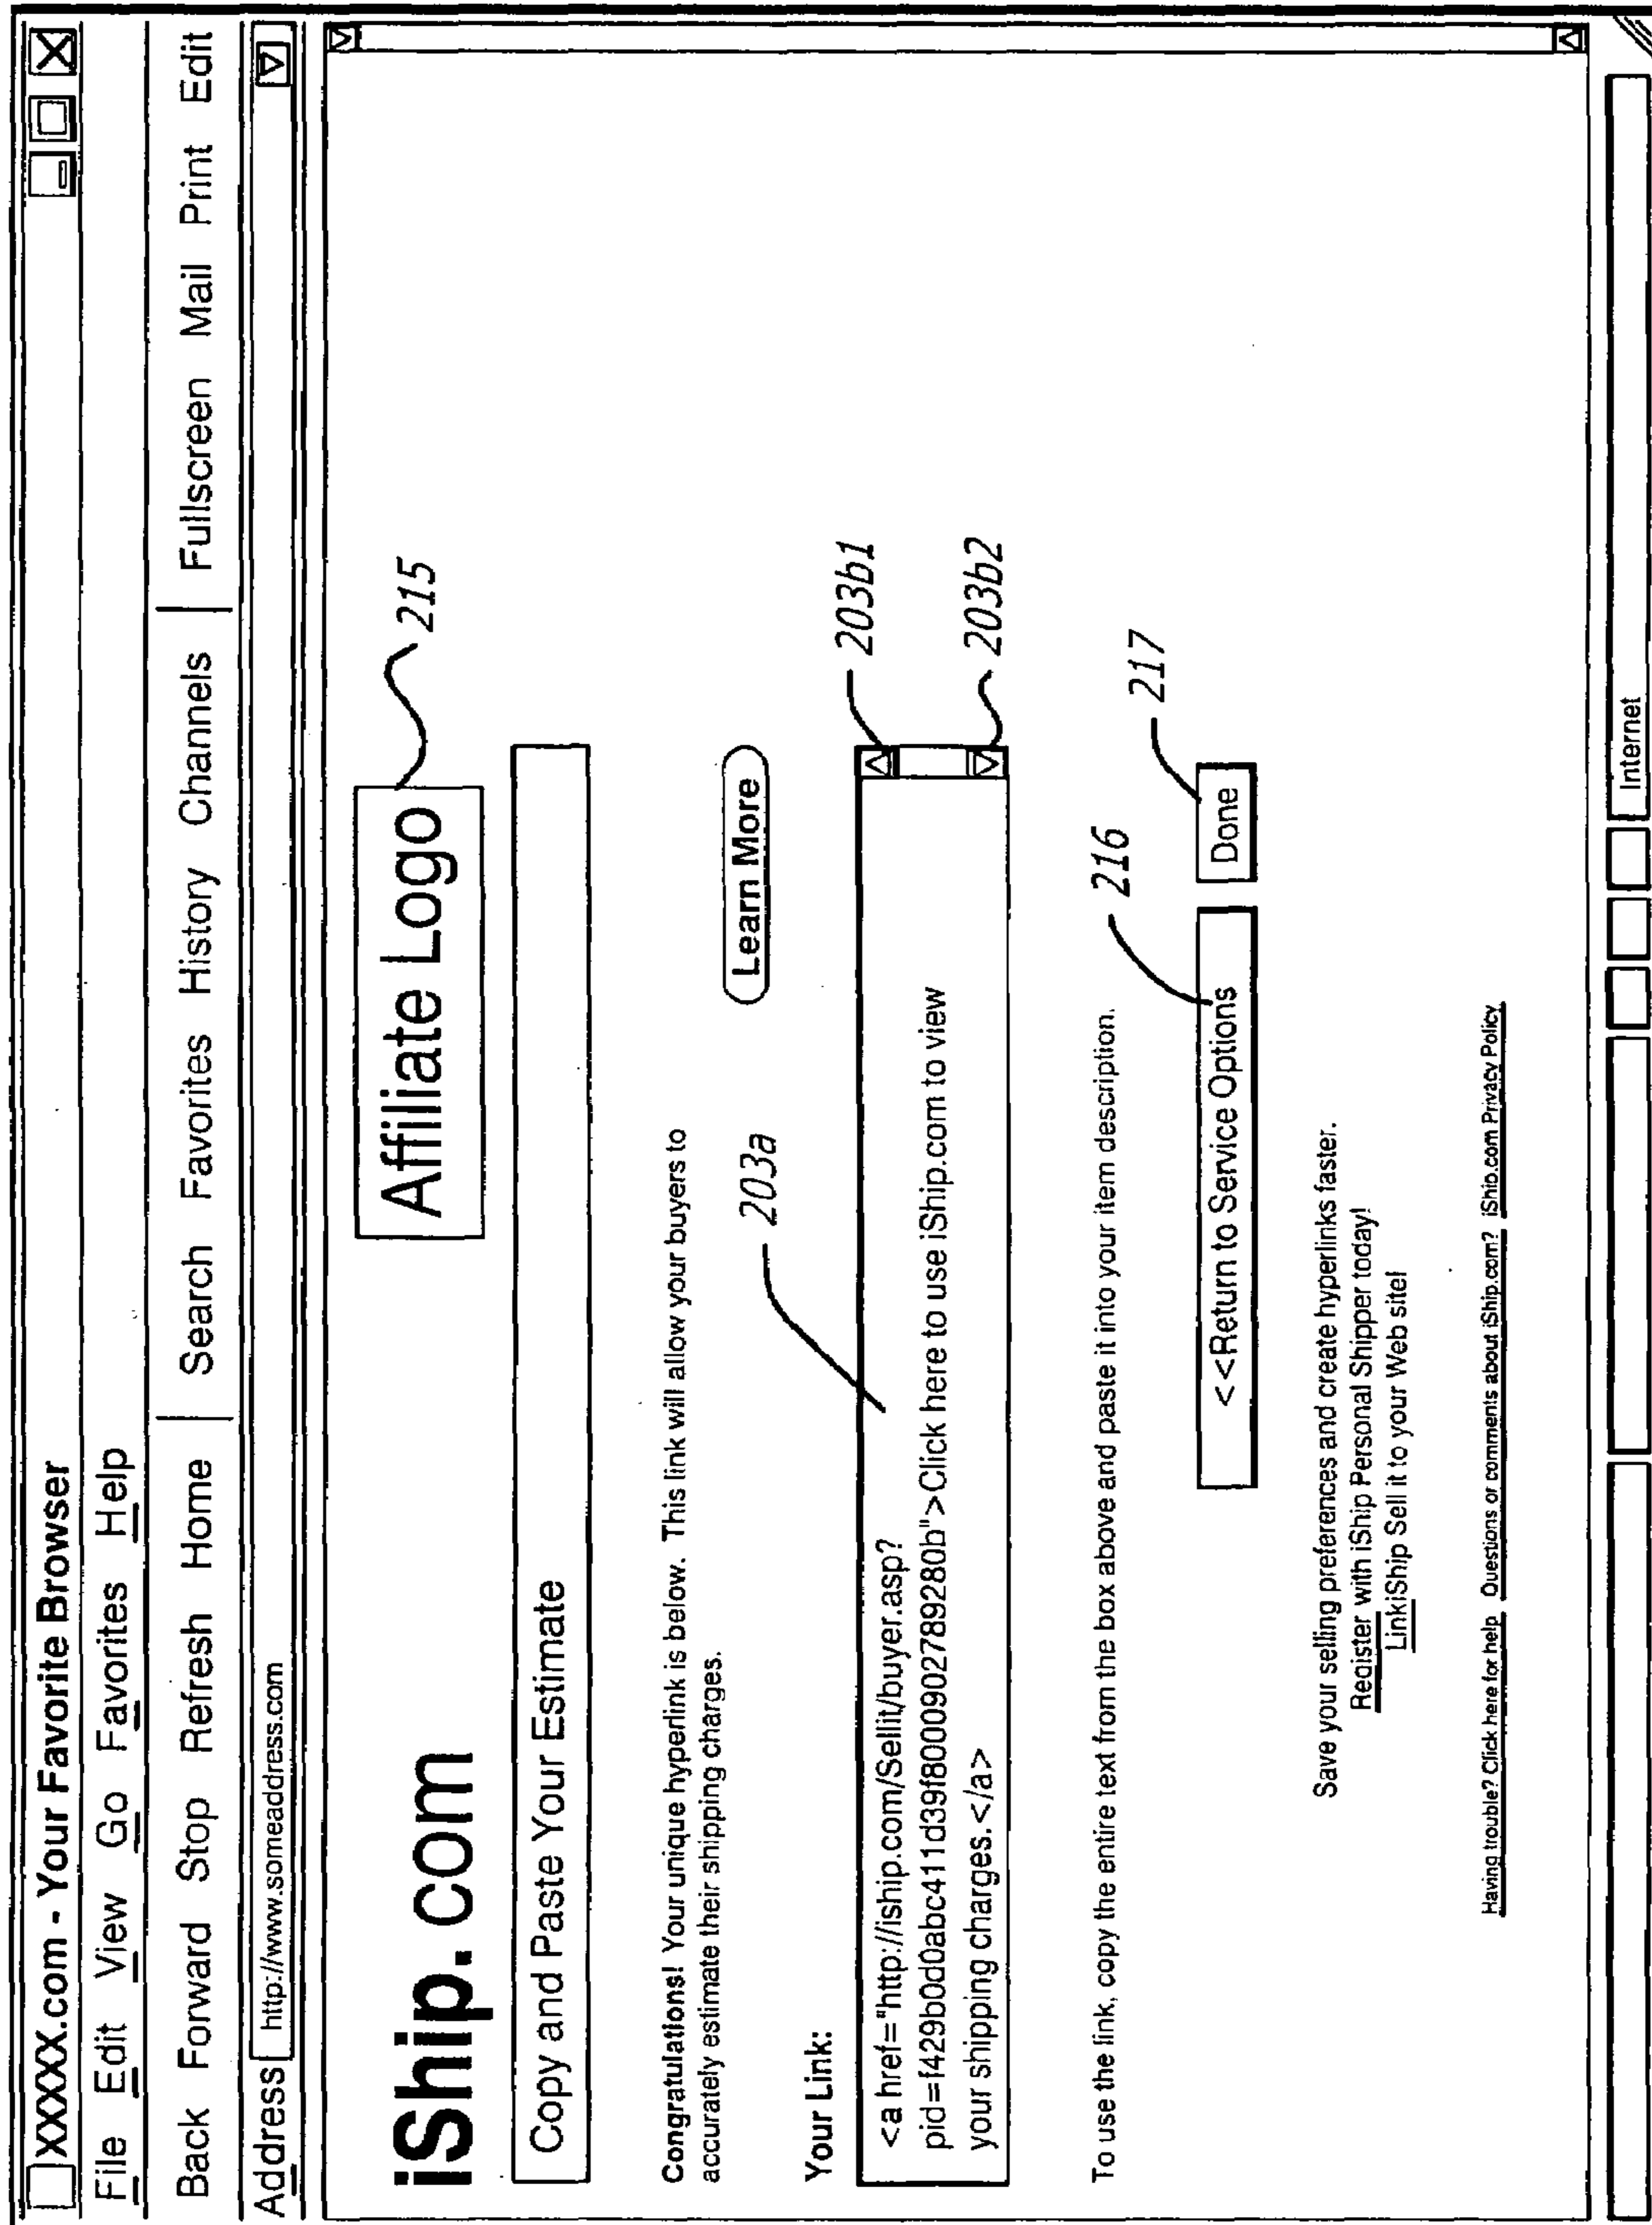 XXXXX.com - Your Favorite Browser
File Edit View Go Favorites Help
Back Forward Stop Refresh Home | Search Favorites History Channels | Fullscreen Mail Print Edit
Address http://www.someaddress.com
iShip.com
Affiliate Logo
215
Copy and Paste Your Estimate
Congratulations! Your unique hyperlink is below. This link will allow your buyers to
accurately estimate their shipping charges.
Learn More
Your Link:
203a
203b1
<a href="http://iship.com/Sellit/buyer.asp?
pid=f429b0d0abc411d39f8000902789280b">Click here to use iShip.com to view
your shipping charges.</a>
203b2
To use the link, copy the entire text from the box above and paste it into your item description.
216
217
<<Return to Service Options
Done
Save your selling preferences and create hyperlinks faster.
Register with iShip Personal Shipper today!
LinkiShip Sell it to your Web site!
Having trouble? Click here for help Questions or comments about iShip.com? iShip.com Privacy Policy
Internet